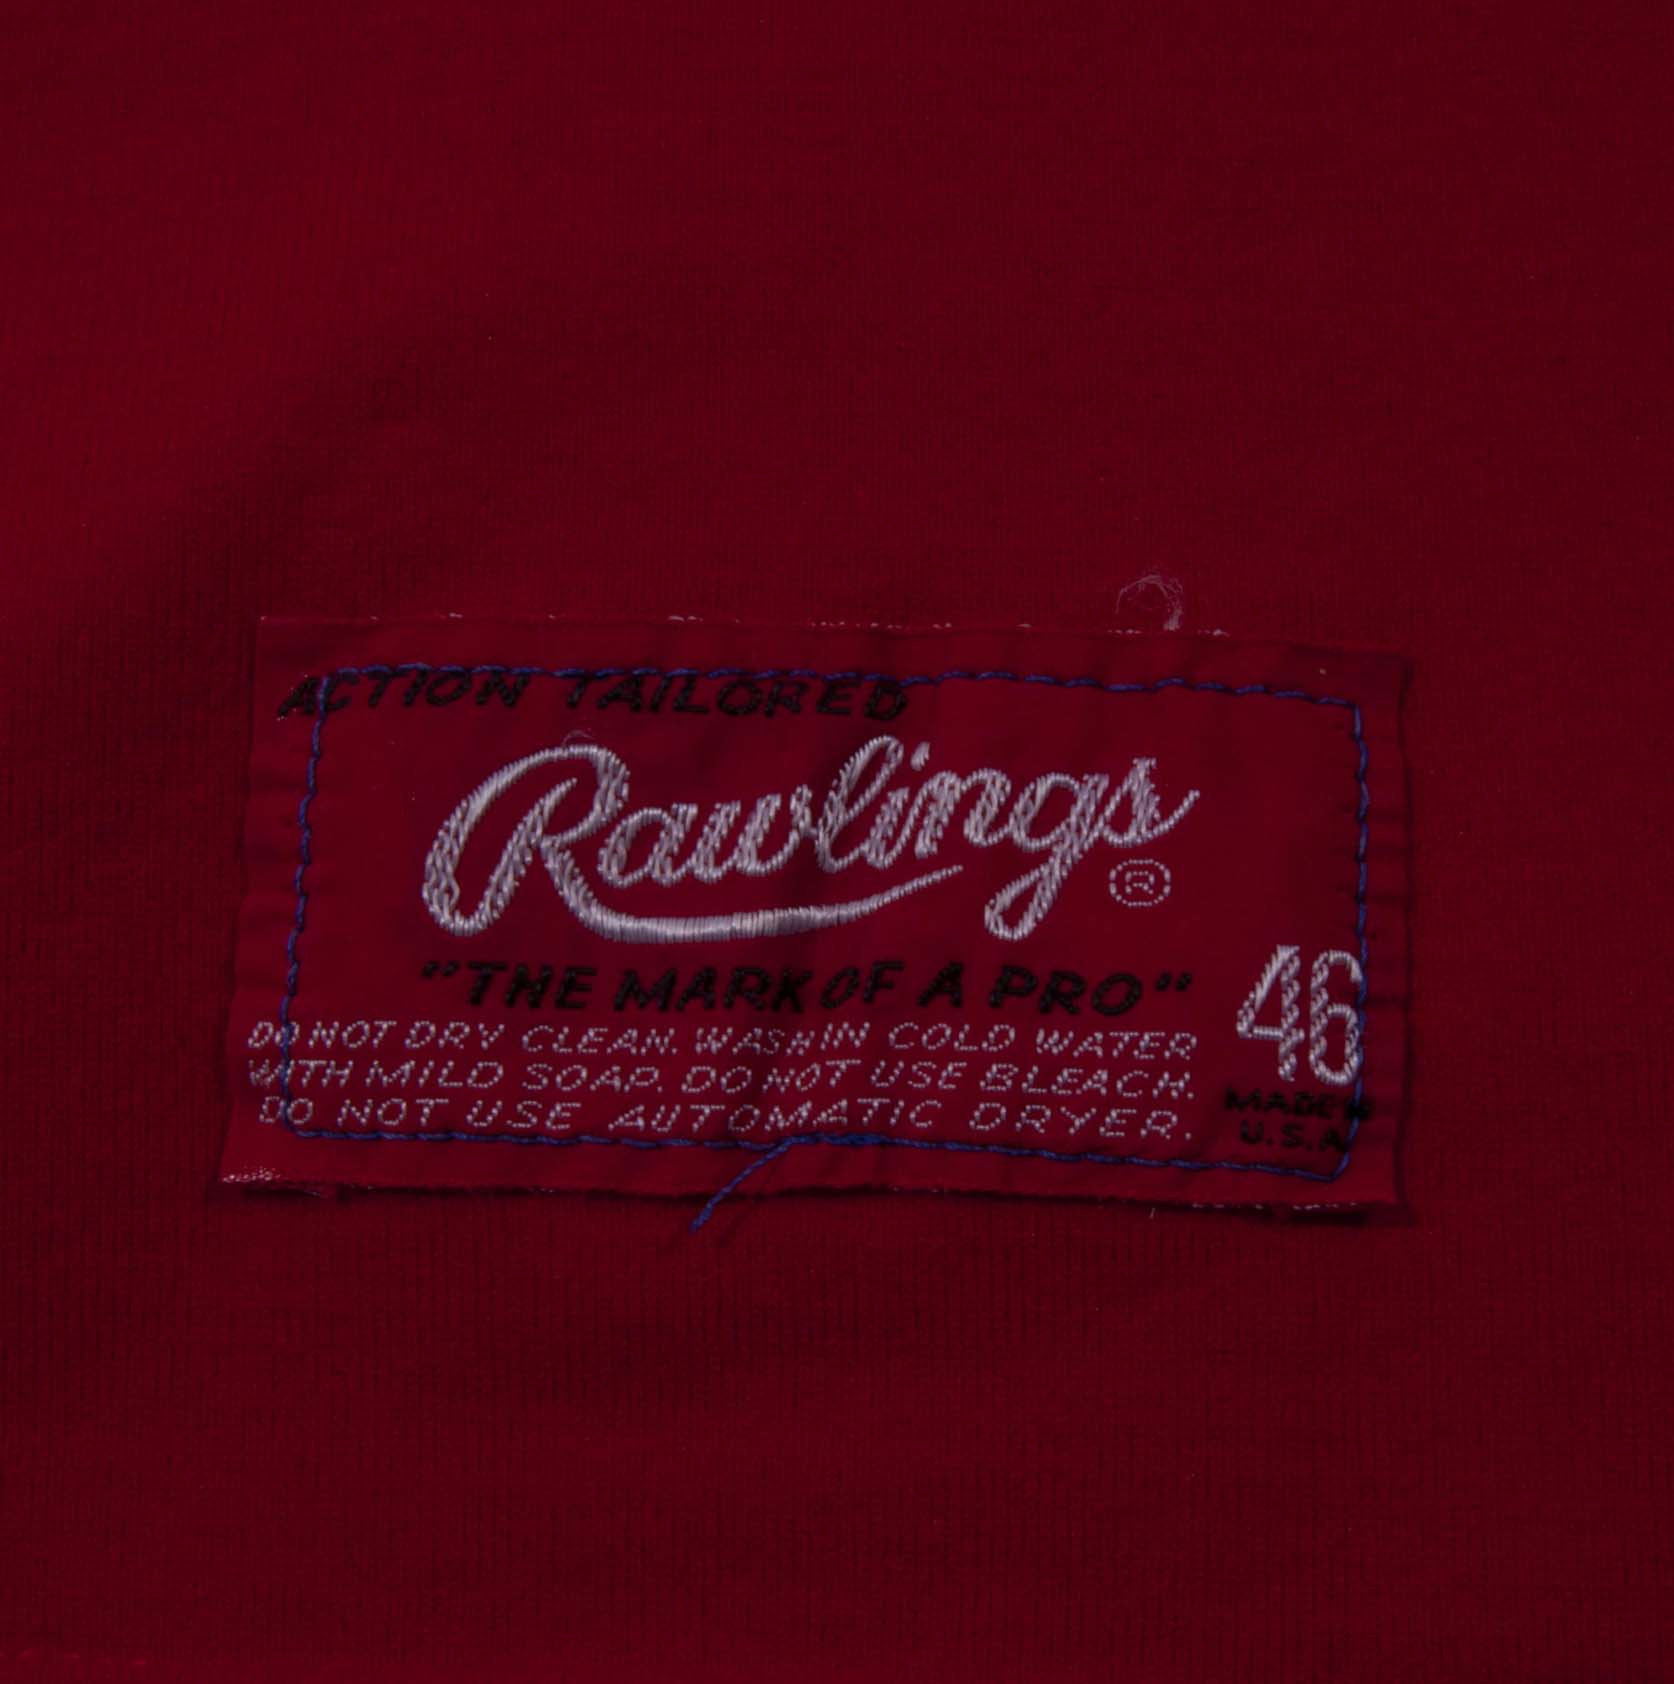 ACTION TAILORED
Rawlings ®
"THE MARK OF A PRO"
46
DO NOT DRY CLEAN. WASH IN COLD WATER
WITH MILD SOAP. DO NOT USE BLEACH.
DO NOT USE AUTOMATIC DRYER.
MADE IN
U.S.A